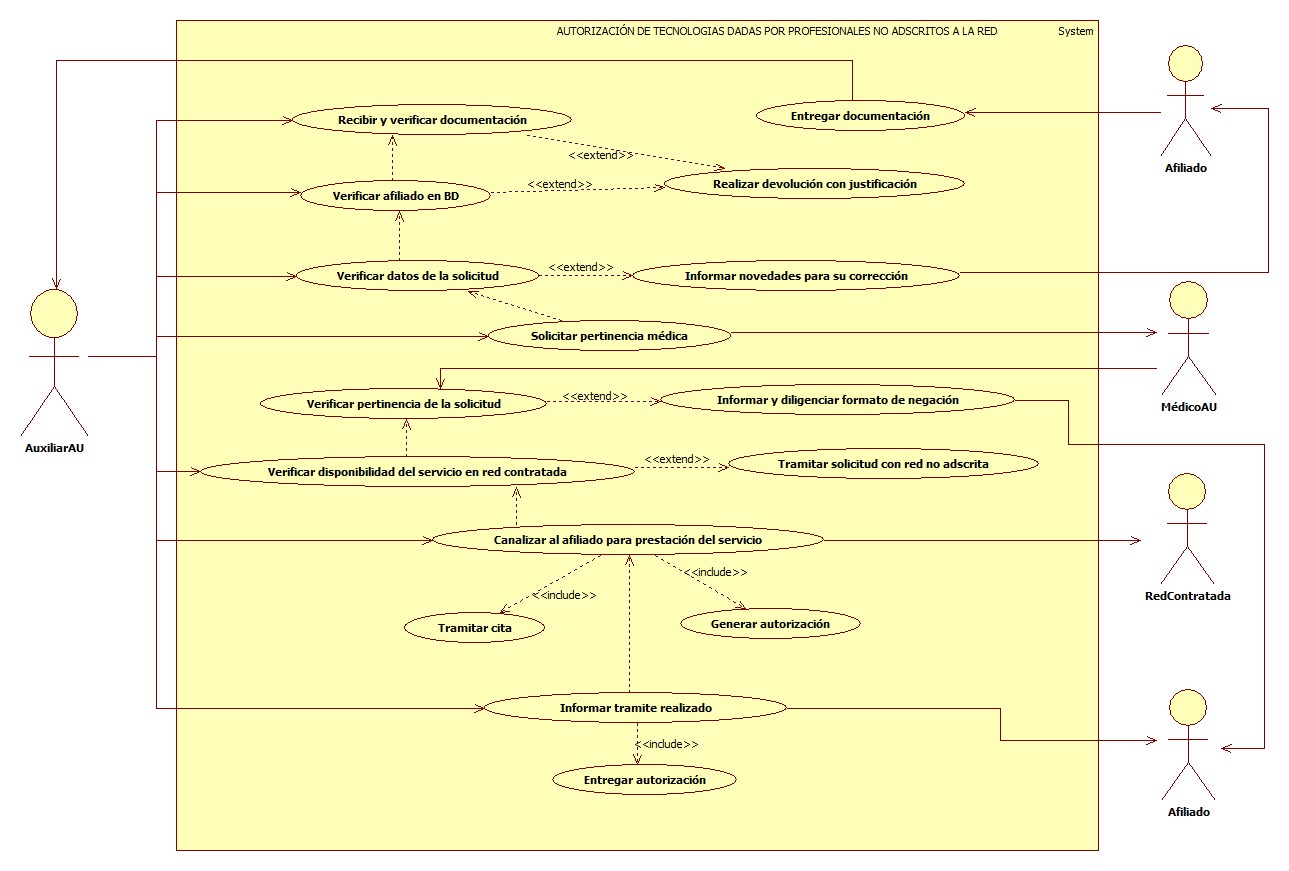 AUTORIZACIÓN DE TECNOLOGIAS DADAS POR PROFESIONALES NO ADSCRITOS A LA RED
System
Recibir y verificar documentación
Entregar documentación
<<extend>>
Afiliado
<<extend>>
Realizar devolución con justificación
Verificar afiliado en BD
<<extend>>
Verificar datos de la solicitud
Informar novedades para su corrección
Solicitar pertinencia médica
<<extend>>
Verificar pertinencia de la solicitud
Informar y diligenciar formato de negación
MédicoAU
AuxiliarAU
<<extend>>
Verificar disponibilidad del servicio en red contratada
Tramitar solicitud con red no adscrita
Canalizar al afiliado para prestación del servicio
<<include>>
<<include>>
RedContratada
Tramitar cita
Generar autorización
Informar tramite realizado
<<include>>
Entregar autorización
Afiliado